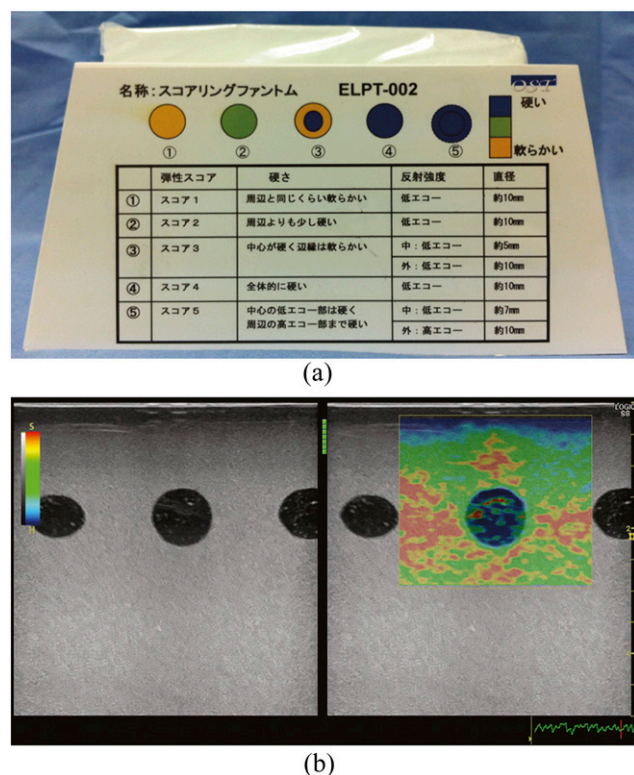 名称:スコアリングファントム ELPT-002
OST
硬い
軟らかい
① ② ③ ④ ⑤
弾性スコア 硬さ 反射強度 直径
① スコア1 周辺と同じくらい軟らかい 低エコー 約10mm
② スコア2 周辺よりも少し硬い 低エコー 約10mm
③ スコア3 中心が硬く辺縁は軟らかい 中:低エコー 約5mm
外:低エコー 約10mm
④ スコア4 全体的に硬い 低エコー 約10mm
⑤ スコア5 中心の低エコー部は硬く 中:低エコー 約7mm
周辺の高エコー部まで硬い 外:高エコー 約10mm
(a)
S
H
2
(b)